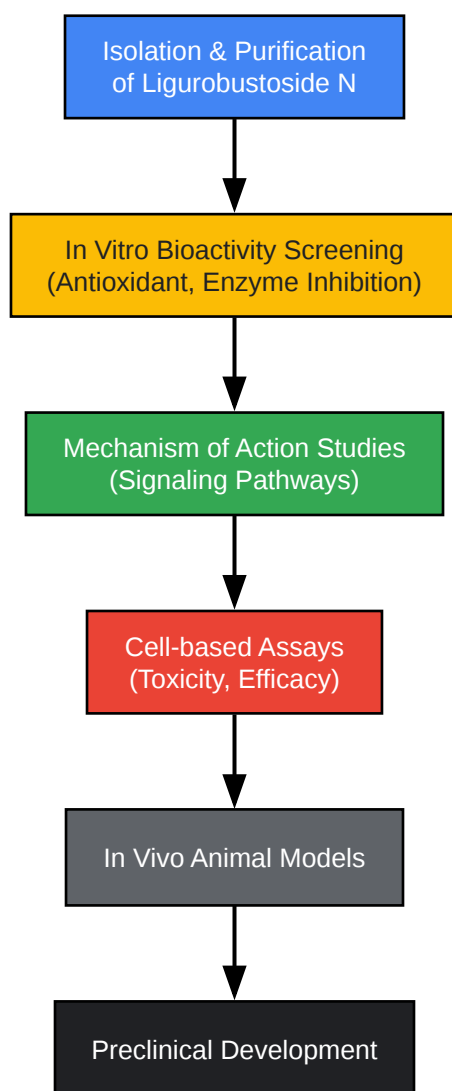 Isolation & Purification
of Ligurobustoside N
In Vitro Bioactivity Screening
(Antioxidant, Enzyme Inhibition)
Mechanism of Action Studies
(Signaling Pathways)
Cell-based Assays
(Toxicity, Efficacy)
In Vivo Animal Models
Preclinical Development